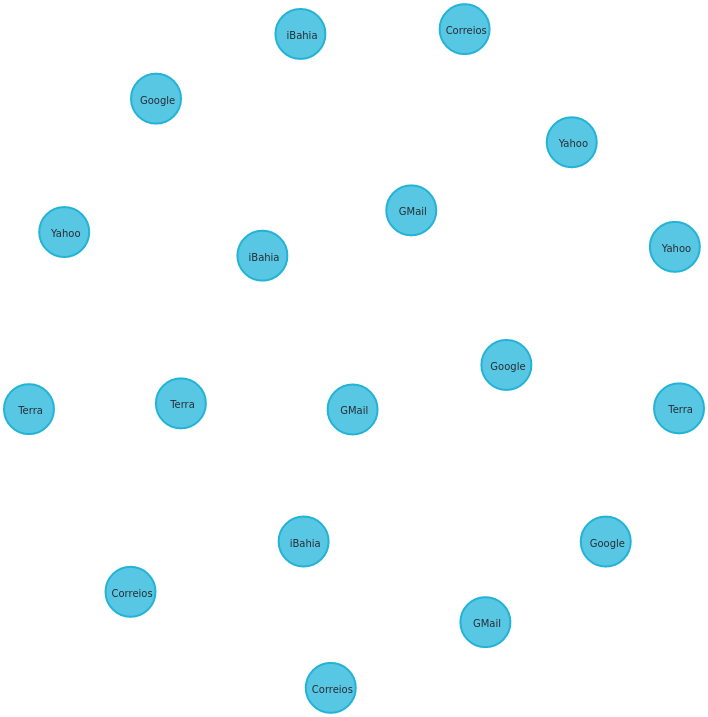 iBahia
Correios
Google
Yahoo
GMail
Yahoo
Yahoo
iBahia
Google
Terra
Terra
GMail
Terra
iBahia
Google
Correios
GMail
Correios